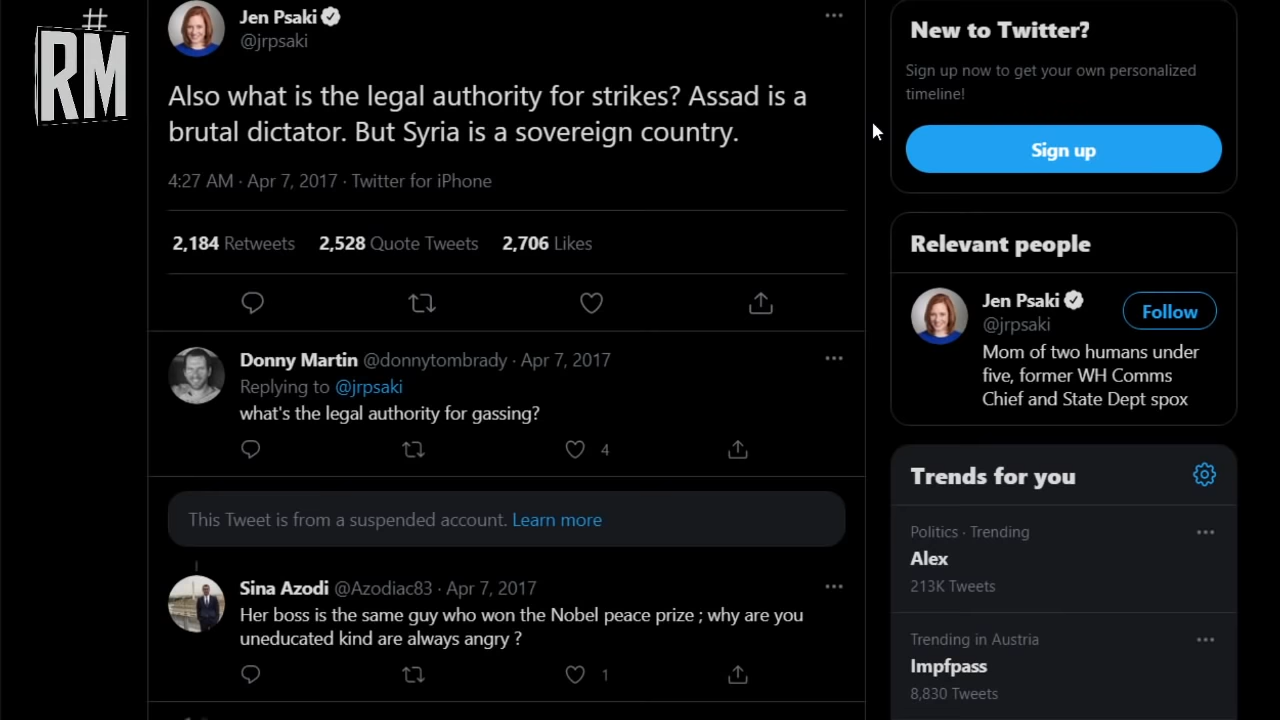 #
RM
Jen Psaki
@jrpsaki
Also what is the legal authority for strikes? Assad is a
brutal dictator. But Syria is a sovereign country.
4:27 AM · Apr 7, 2017 · Twitter for iPhone
2,184 Retweets 2,528 Quote Tweets 2,706 Likes
Donny Martin @donnytombrady · Apr 7, 2017
Replying to @jrpsaki
what's the legal authority for gassing?
4
This Tweet is from a suspended account. Learn more
Sina Azodi @Azodiac83 · Apr 7, 2017
Her boss is the same guy who won the Nobel peace prize ; why are you
uneducated kind are always angry ?
1
New to Twitter?
Sign up now to get your own personalized
timeline!
Sign up
Relevant people
Jen Psaki
@jrpsaki
Follow
Mom of two humans under
five, former WH Comms
Chief and State Dept spox
Trends for you
Politics · Trending
Alex
213K Tweets
Trending in Austria
Impfpass
8,830 Tweets